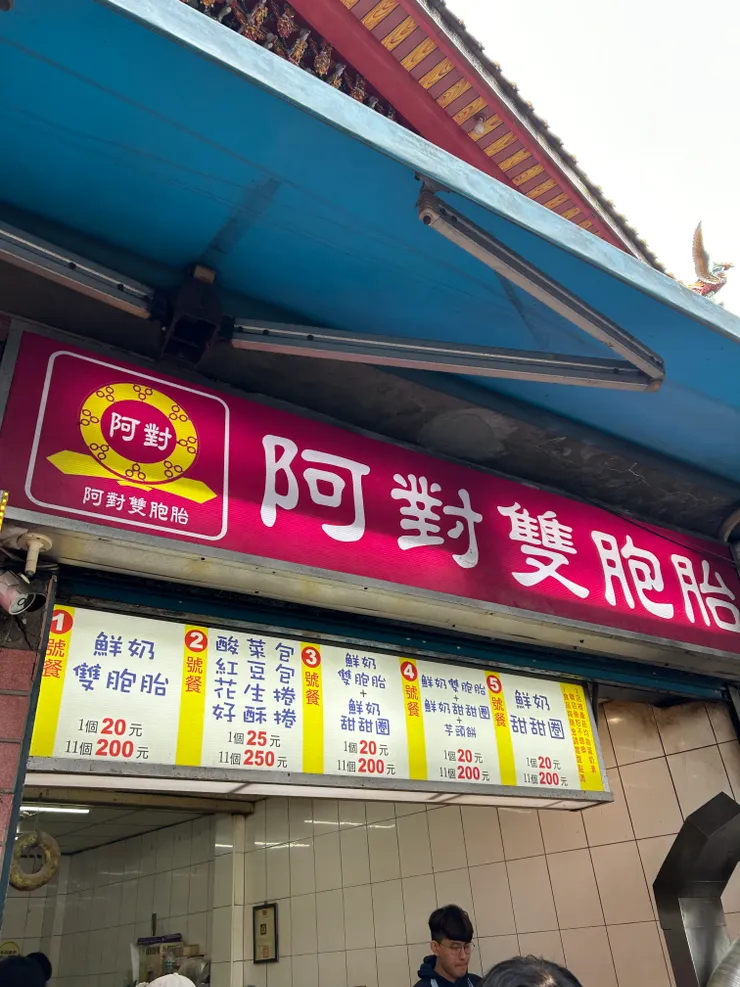 阿對
阿對雙胞胎
阿對雙胞胎
1
號餐
鮮奶
雙胞胎
1個20元
11個200元
2
號餐
酸菜包
紅豆包
花生捲
好酥捲
1個25元
11個250元
3
號餐
鮮奶
雙胞胎
+
鮮奶
甜甜圈
1個20元
11個200元
4
號餐
鮮奶雙胞胎
+
鮮奶甜甜圈
+
芋頭餅
1個20元
11個200元
5
號餐
鮮奶
甜甜圈
1個20元
11個200元